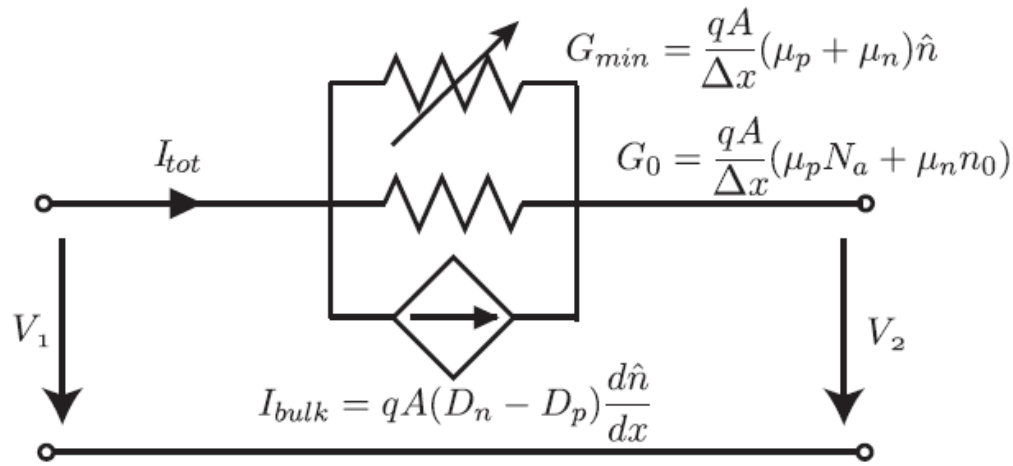 G_{min} = \frac{qA}{\Delta x}(\mu_p + \mu_n)\hat{n}
I_{tot}
G_0 = \frac{qA}{\Delta x}(\mu_p N_a + \mu_n n_0)
V_1
V_2
I_{bulk} = qA(D_n - D_p)\frac{d\hat{n}}{dx}